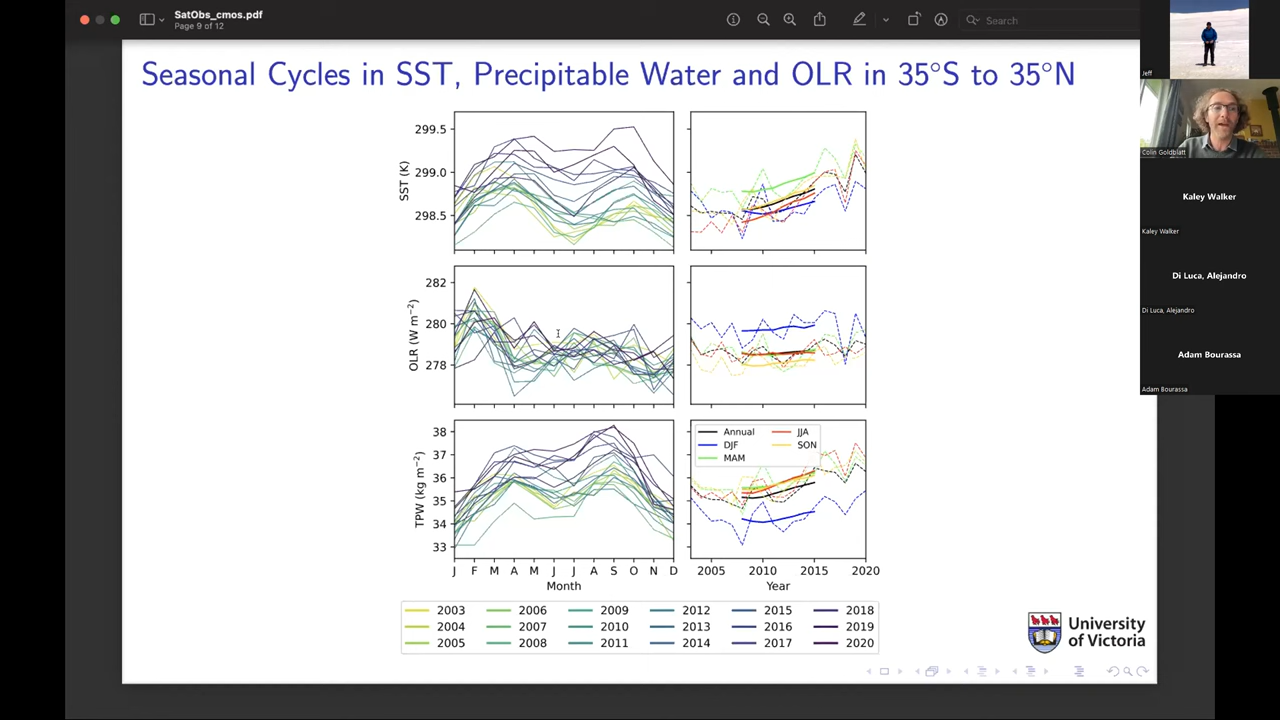 SatObs_cmos.pdf
Page 9 of 12
Search
Seasonal Cycles in SST, Precipitable Water and OLR in 35°S to 35°N
SST (K)
299.5
299.0
298.5
OLR (W m⁻²)
282
280
278
TPW (kg m⁻²)
38
37
36
35
34
33
Annual
DJF
MAM
JJA
SON
J F M A M J J A S O N D
Month
2005 2010 2015 2020
Year
2003 2006 2009 2012 2015 2018
2004 2007 2010 2013 2016 2019
2005 2008 2011 2014 2017 2020
University
of Victoria
Jeff
Colin Goldblatt
Kaley Walker
Kaley Walker
Di Luca, Alejandro
Di Luca, Alejandro
Adam Bourassa
Adam Bourassa